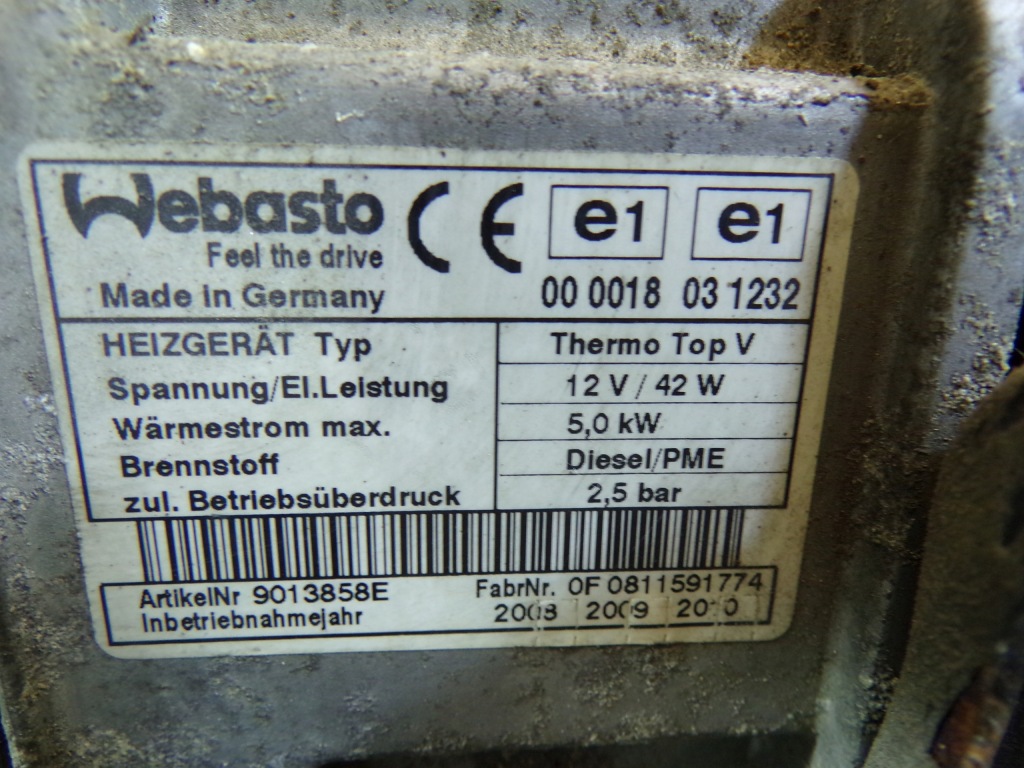 Webasto
Feel the drive
Made in Germany
CE e1 e1
00 0018 03 1232
HEIZGERÄT Typ Thermo Top V
Spannung/El.Leistung 12 V / 42 W
Wärmestrom max. 5,0 kW
Brennstoff Diesel/PME
zul. Betriebsüberdruck 2,5 bar
ArtikelNr 9013858E FabrNr. 0F 0811591774
Inbetriebnahmejahr 2008 2009 2010